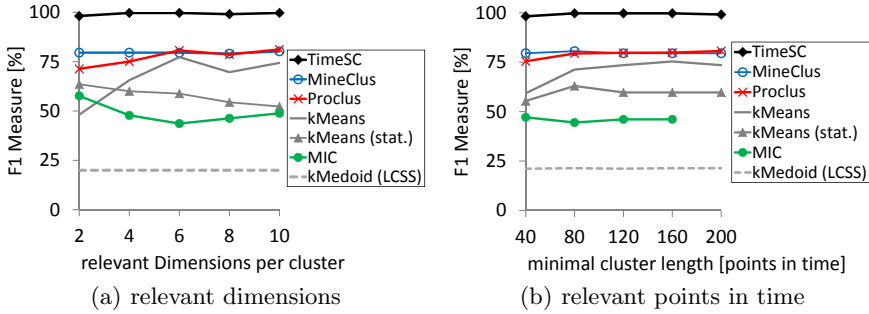 F1 Measure [%]
100
75
50
25
0
2 4 6 8 10
relevant Dimensions per cluster
TimeSC
MineClus
Proclus
kMeans
kMeans (stat.)
MIC
kMedoid (LCSS)
(a) relevant dimensions
F1 Measure [%]
100
75
50
25
0
40 80 120 160 200
minimal cluster length [points in time]
TimeSC
MineClus
Proclus
kMeans
kMeans (stat.)
MIC
kMedoid (LCSS)
(b) relevant points in time